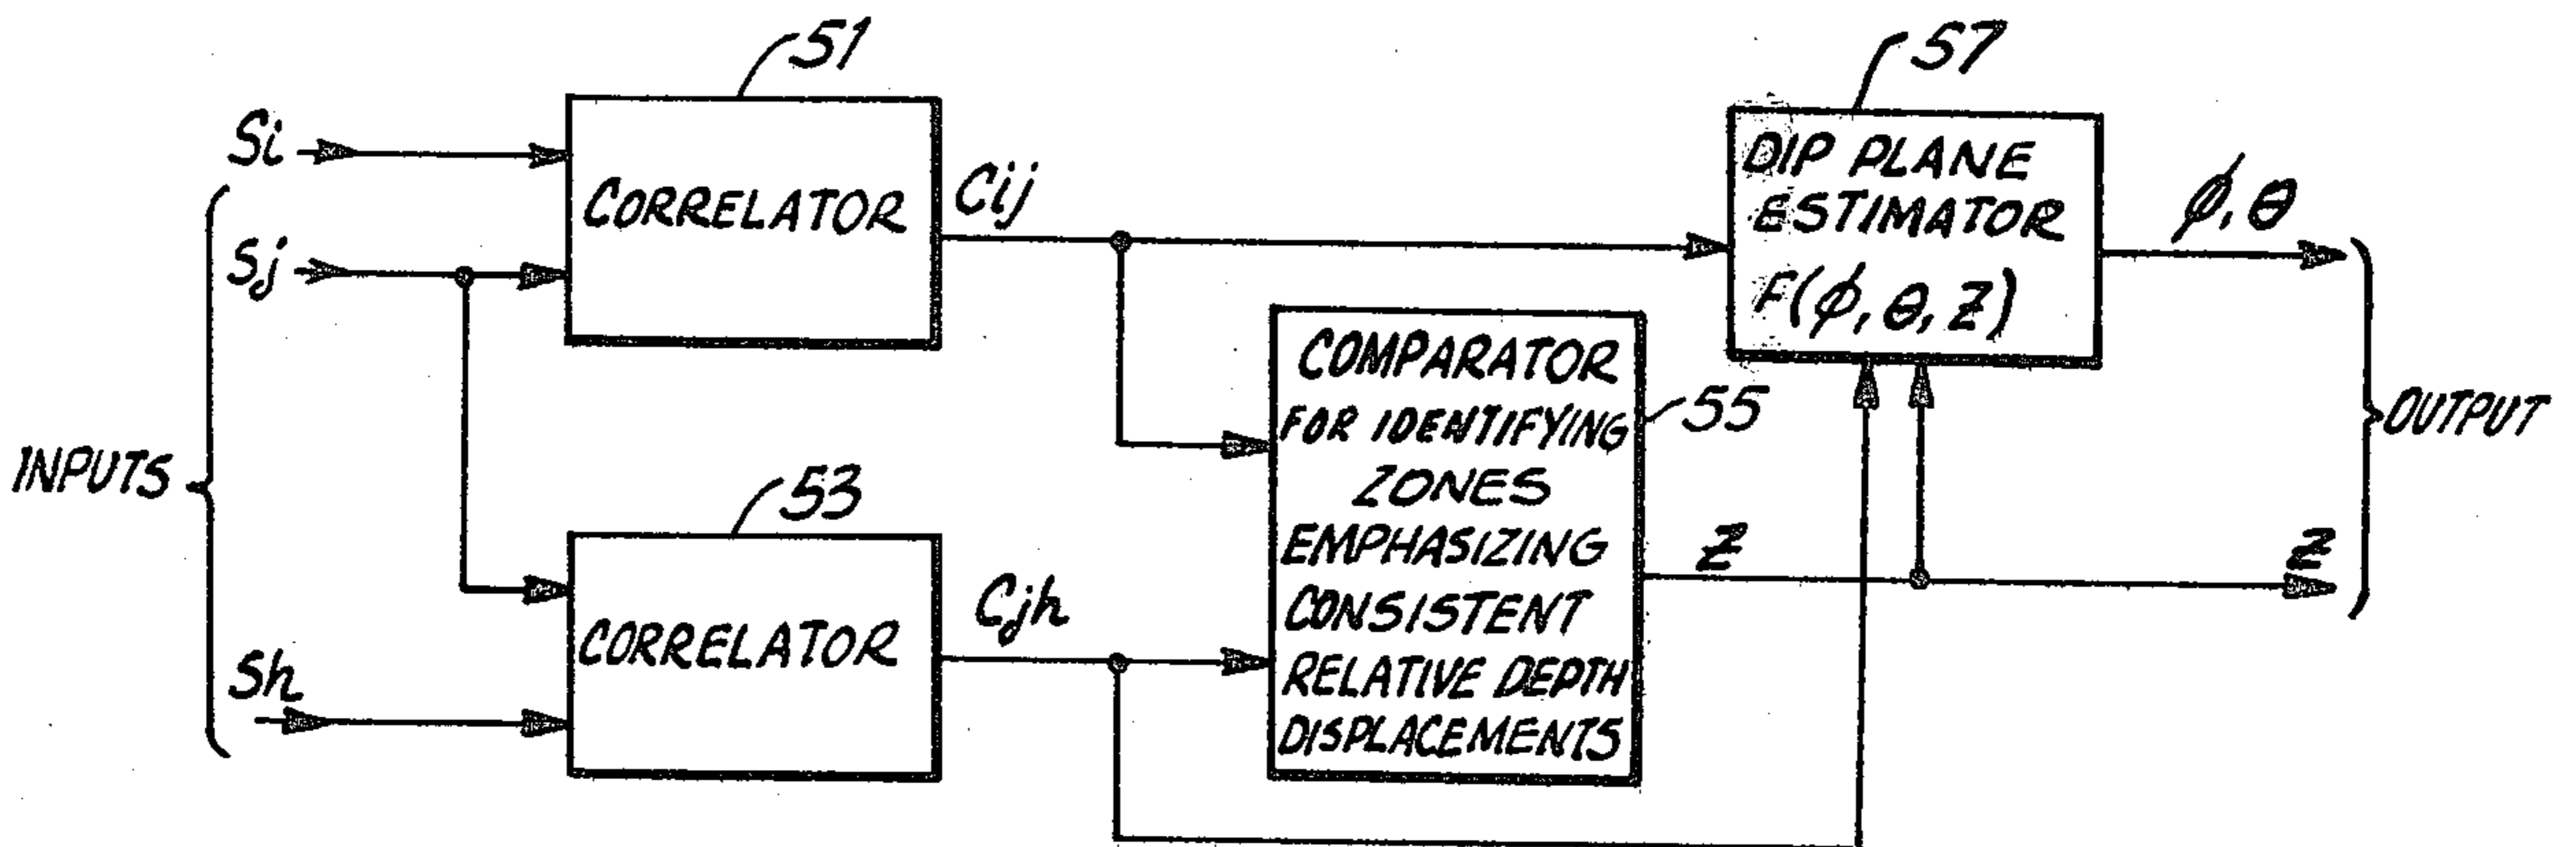 51
57
Si
Sj
CORRELATOR
Cij
DIP PLANE
ESTIMATOR
F(ϕ, θ, Z)
ϕ, θ
INPUTS
COMPARATOR
FOR IDENTIFYING
ZONES
EMPHASIZING
CONSISTENT
RELATIVE DEPTH
DISPLACEMENTS
55
OUTPUT
53
Sh
CORRELATOR
Cjh
Z
Z